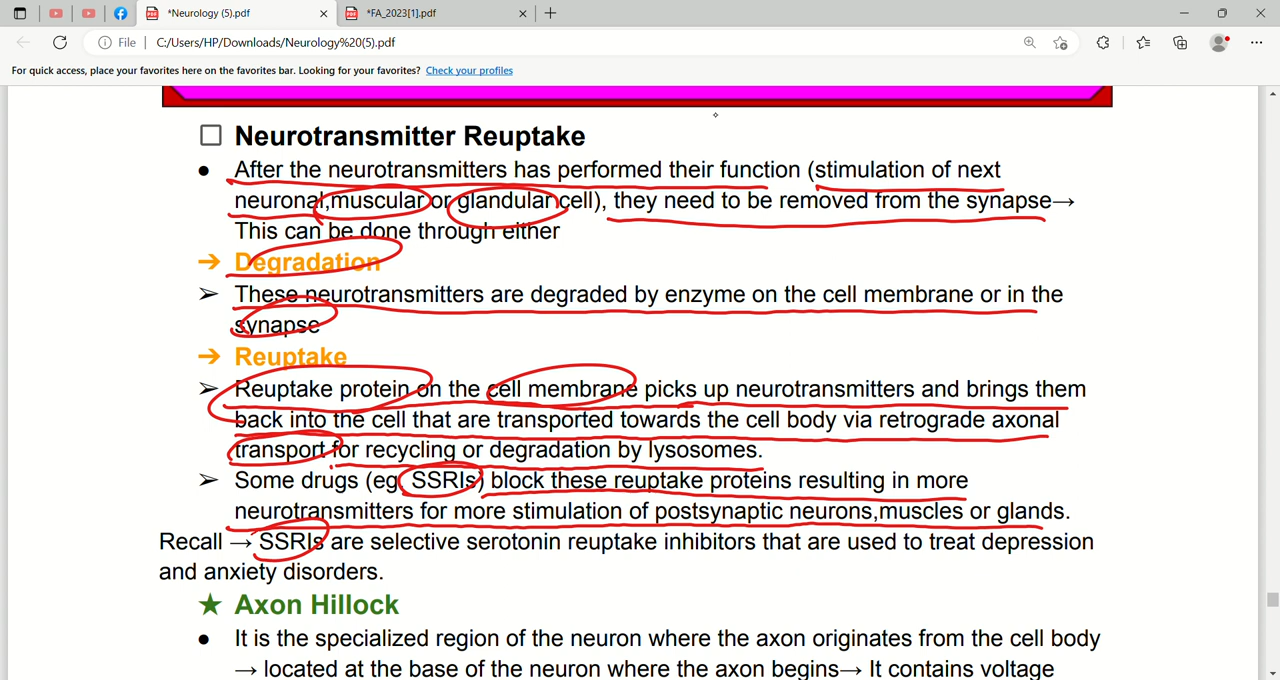 *Neurology (5).pdf
*FA_2023[1].pdf
File
C:/Users/HP/Downloads/Neurology%20(5).pdf
For quick access, place your favorites here on the favorites bar. Looking for your favorites? Check your profiles
Neurotransmitter Reuptake
● After the neurotransmitters has performed their function (stimulation of next
neuronal,muscular or glandular cell), they need to be removed from the synapse→
This can be done through either
➔ Degradation
➢ These neurotransmitters are degraded by enzyme on the cell membrane or in the
synapse
➔ Reuptake
➢ Reuptake protein on the cell membrane picks up neurotransmitters and brings them
back into the cell that are transported towards the cell body via retrograde axonal
transport for recycling or degradation by lysosomes.
➢ Some drugs (eg SSRIs) block these reuptake proteins resulting in more
neurotransmitters for more stimulation of postsynaptic neurons,muscles or glands.
Recall → SSRIs are selective serotonin reuptake inhibitors that are used to treat depression
and anxiety disorders.
★ Axon Hillock
● It is the specialized region of the neuron where the axon originates from the cell body
→ located at the base of the neuron where the axon begins→ It contains voltage